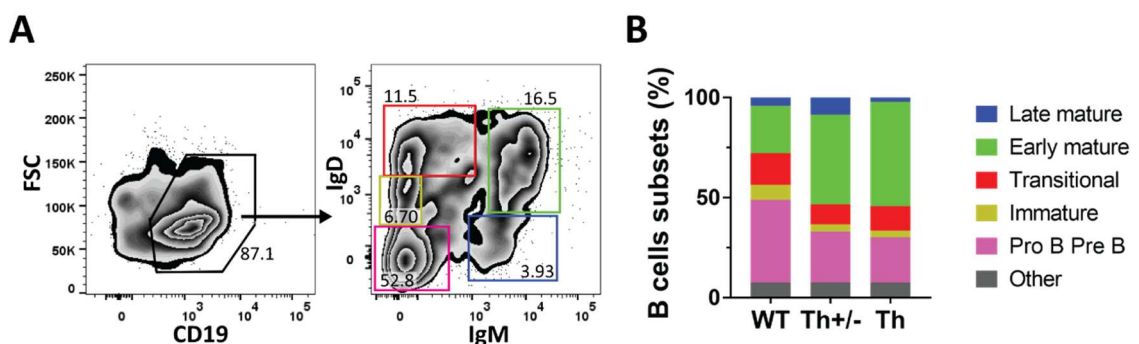 A
FSC
250K
200K
150K
100K
50K
0
87.1
0 10^3 10^4 10^5
CD19
IgD
10^5
10^4
10^3
0
11.5
16.5
6.70
52.8
3.93
0 10^3 10^4 10^5
IgM
B
B cells subsets (%)
100
50
0
WT Th+/- Th
Late mature
Early mature
Transitional
Immature
Pro B Pre B
Other